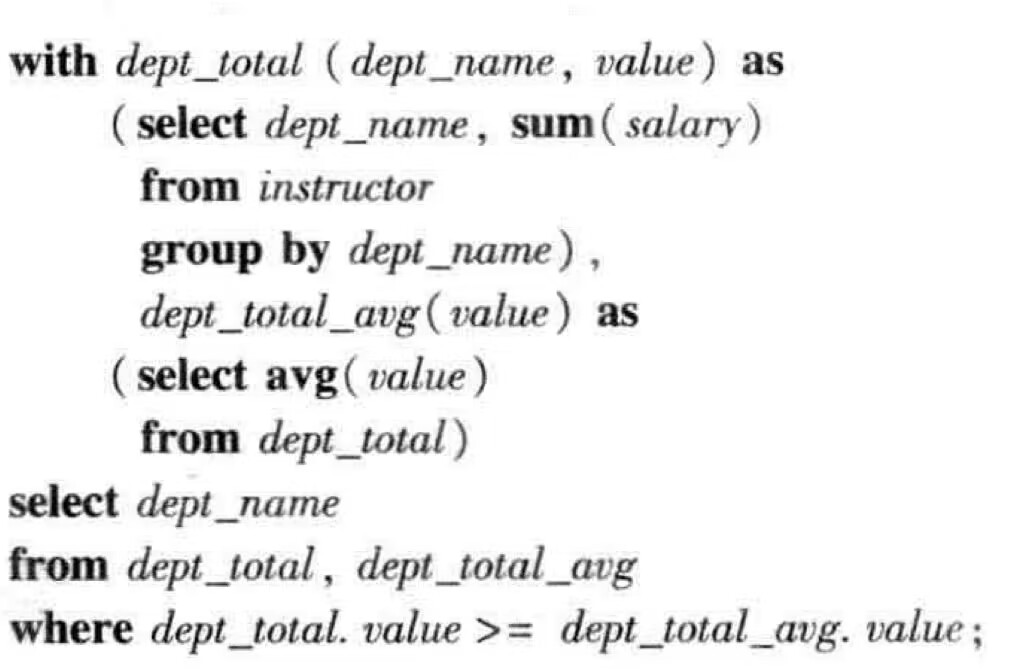 with dept_total (dept_name, value) as
(select dept_name, sum(salary)
from instructor
group by dept_name),
dept_total_avg(value) as
(select avg(value)
from dept_total)
select dept_name
from dept_total, dept_total_avg
where dept_total. value >= dept_total_avg. value;